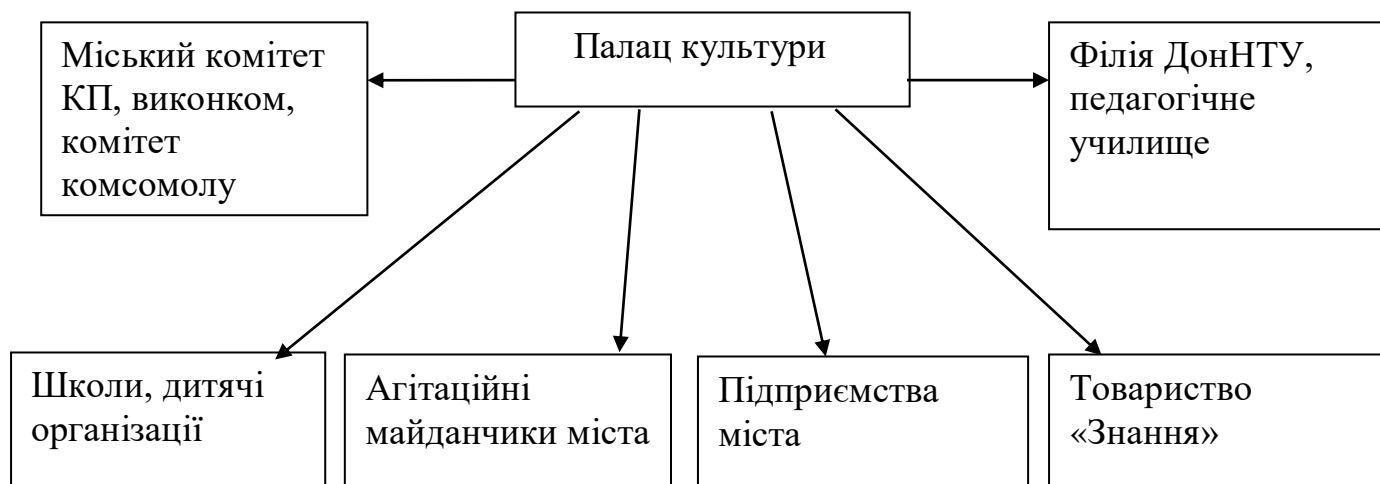 Палац культури
Міський комітет
КП, виконком,
комітет
комсомолу
Філія ДонНТУ,
педагогічне
училище
Школи, дитячі
організації
Агітаційні
майданчики міста
Підприємства
міста
Товариство
«Знання»